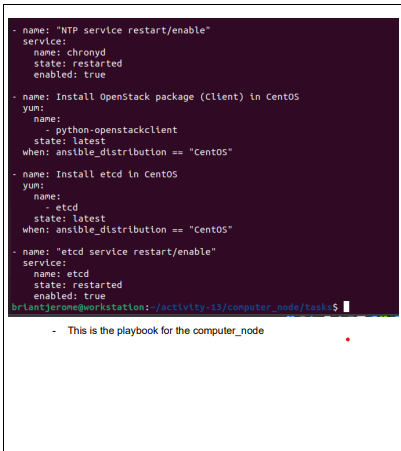 - name: "NTP service restart/enable"
  service:
    name: chronyd
    state: restarted
    enabled: true
- name: Install OpenStack package (Client) in CentOS
  yum:
    name:
      - python-openstackclient
    state: latest
  when: ansible_distribution == "CentOS"
- name: Install etcd in CentOS
  yum:
    name:
      - etcd
    state: latest
  when: ansible_distribution == "CentOS"
- name: "etcd service restart/enable"
  service:
    name: etcd
    state: restarted
    enabled: true
briantjerome@workstation:~/activity-13/computer_node/tasks$
- This is the playbook for the computer_node